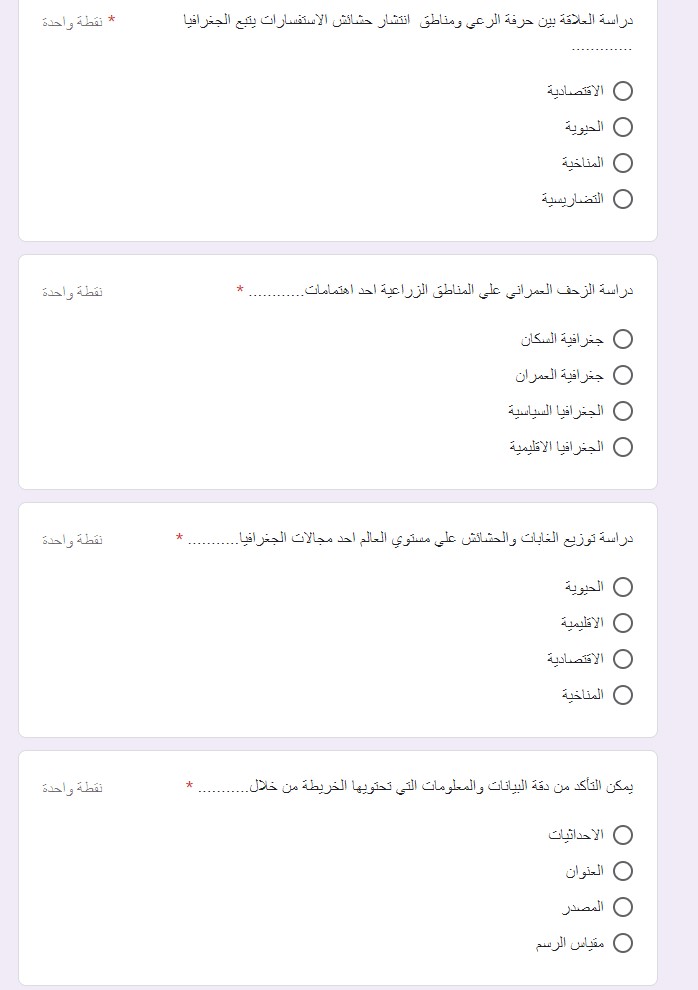 دراسة العلاقة بين حرفة الرعي ومناطق انتشار حشائش الاستفسارات يتبع الجغرافيا * نقطة واحدة
.............
الاقتصادية
الحيوية
المناخية
التضاريسية
دراسة الزحف العمراني علي المناطق الزراعية احد اهتمامات............ * نقطة واحدة
جغرافية السكان
جغرافية العمران
الجغرافيا السياسية
الجغرافيا الاقليمية
دراسة توزيع الغابات والحشائش علي مستوي العالم احد مجالات الجغرافيا........... * نقطة واحدة
الحيوية
الاقليمية
الاقتصادية
المناخية
يمكن التأكد من دقة البيانات والمعلومات التي تحتويها الخريطة من خلال........... * نقطة واحدة
الاحداثيات
العنوان
المصدر
مقياس الرسم